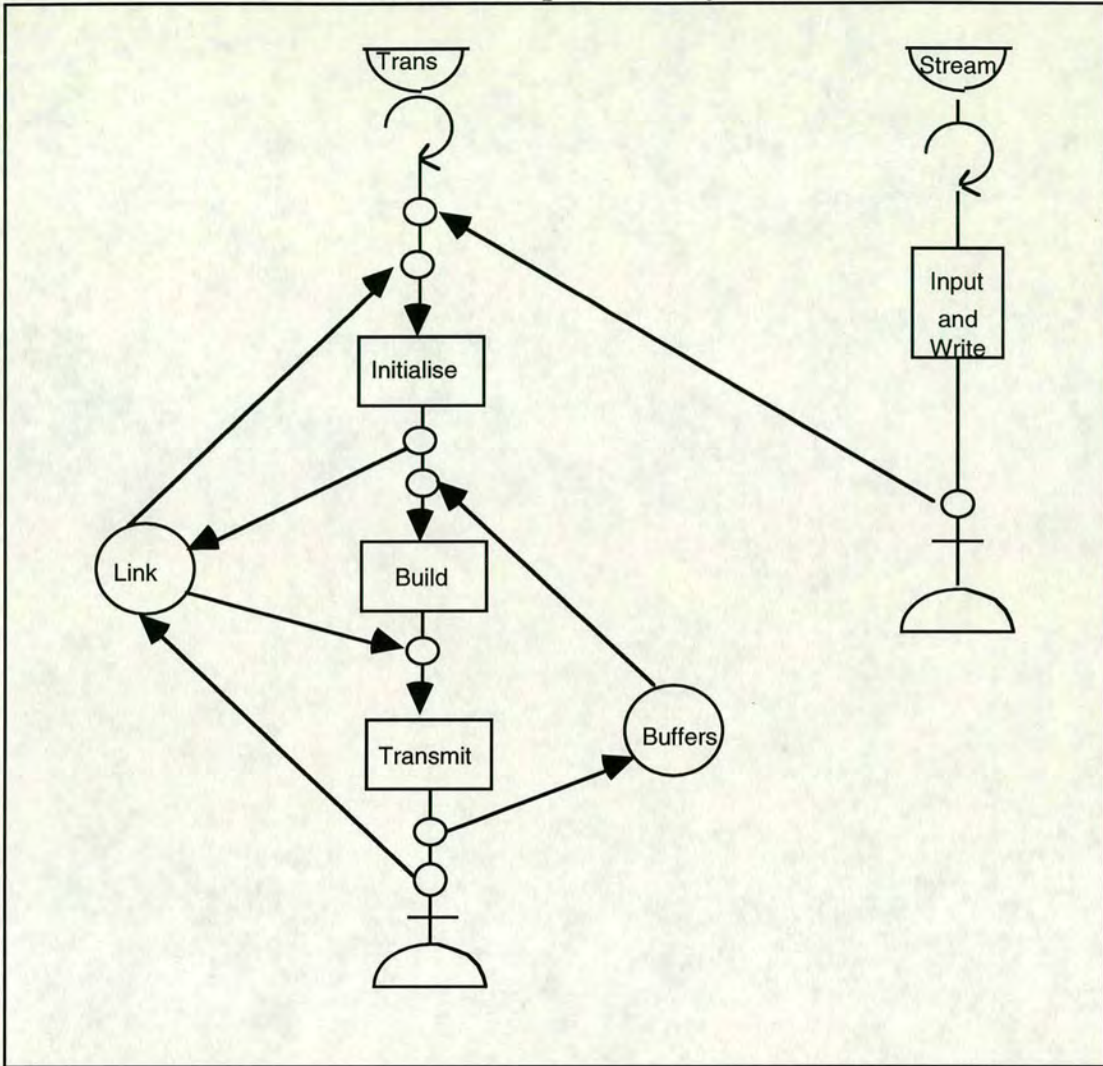 Trans
Stream
Input
and
Write
Initialise
Link
Build
Buffers
Transmit